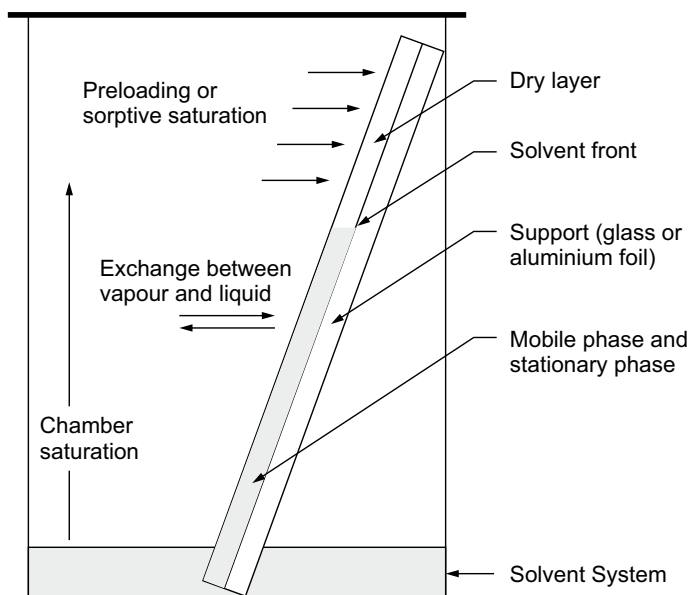 Preloading or
sorptive saturation
Dry layer
Solvent front
Support (glass or
aluminium foil)
Exchange between
vapour and liquid
Mobile phase and
stationary phase
Chamber
saturation
Solvent System